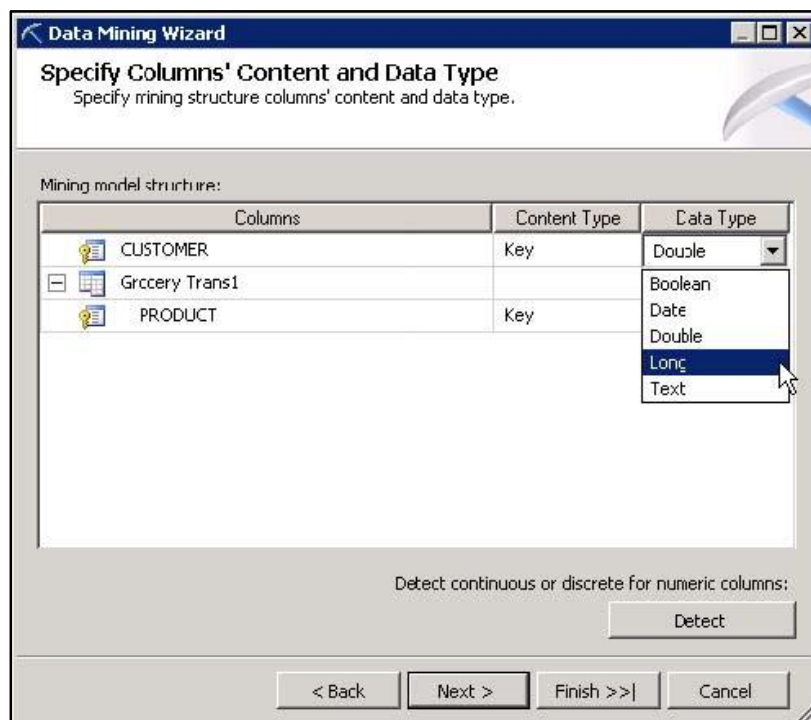 Data Mining Wizard
Specify Columns' Content and Data Type
Specify mining structure columns' content and data type.
Mining model structure:
Columns Content Type Data Type
CUSTOMER Key Double
Grocery Trans1
PRODUCT Key
Boolean
Date
Double
Long
Text
Detect continuous or discrete for numeric columns:
Detect
< Back Next > Finish >>| Cancel